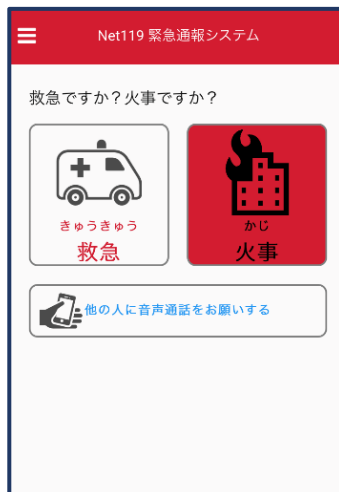 Net119 緊急通報システム
救急ですか？火事ですか？
きゅうきゅう
救急
かじ
火事
他の人に音声通話をお願いする